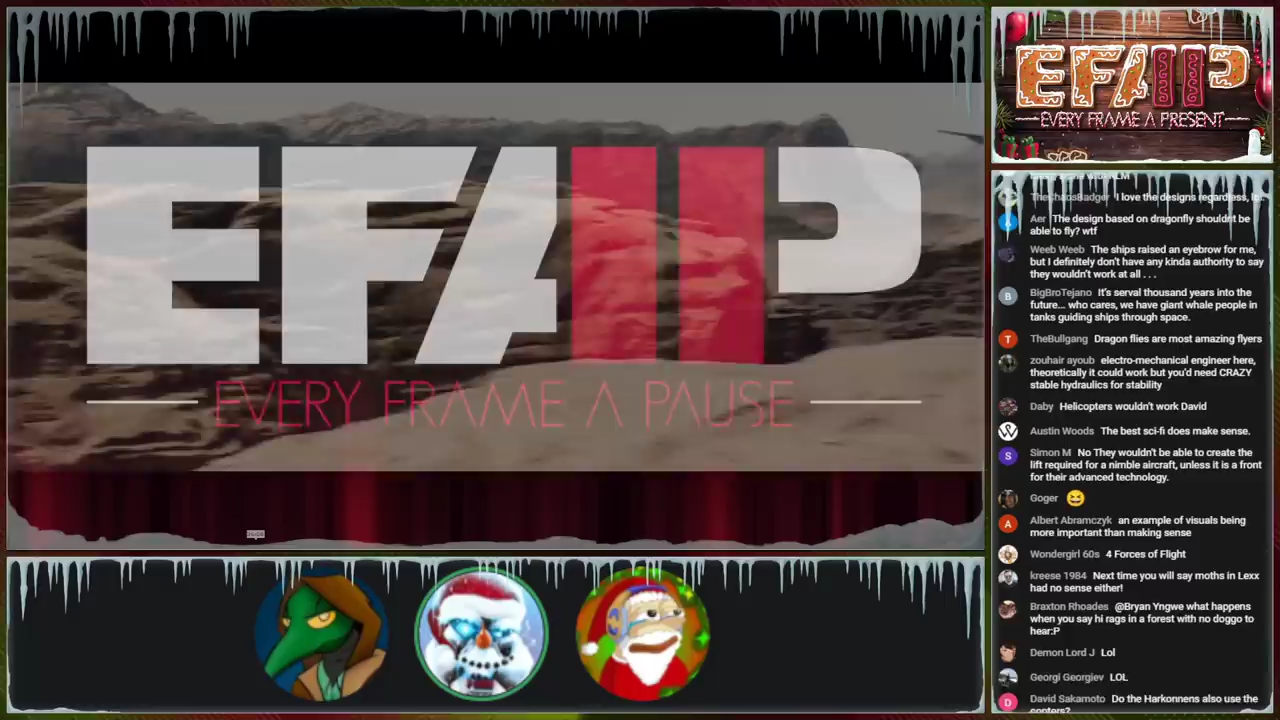 EFAP
EVERY FRAME A PAUSE
EFAP
EVERY FRAME A PRESENT
TheChaosBadger I love the designs regardless, lol.
Aer The design based on dragonfly shouldnt be
able to fly? wtf
Weeb Weeb The ships raised an eyebrow for me,
but I definitely don't have any kinda authority to say
they wouldn't work at all . . .
BigBroTejano It's serval thousand years into the
future... who cares, we have giant whale people in
tanks guiding ships through space.
TheBullgang Dragon flies are most amazing flyers
zouhair ayoub electro-mechanical engineer here,
theoretically it could work but you'd need CRAZY
stable hydraulics for stability
Daby Helicopters wouldn't work David
Austin Woods The best sci-fi does make sense.
Simon M No They wouldn't be able to create the
lift required for a nimble aircraft, unless it is a front
for their advanced technology.
Goger 😆
Albert Abramczyk an example of visuals being
more important than making sense
Wondergirl 60s 4 Forces of Flight
kreese 1984 Next time you will say moths in Lexx
had no sense either!
Braxton Rhoades @Bryan Yngwe what happens
when you say hi rags in a forest with no doggo to
hear:P
Demon Lord J Lol
Georgi Georgiev LOL
David Sakamoto Do the Harkonnens also use the
copters?